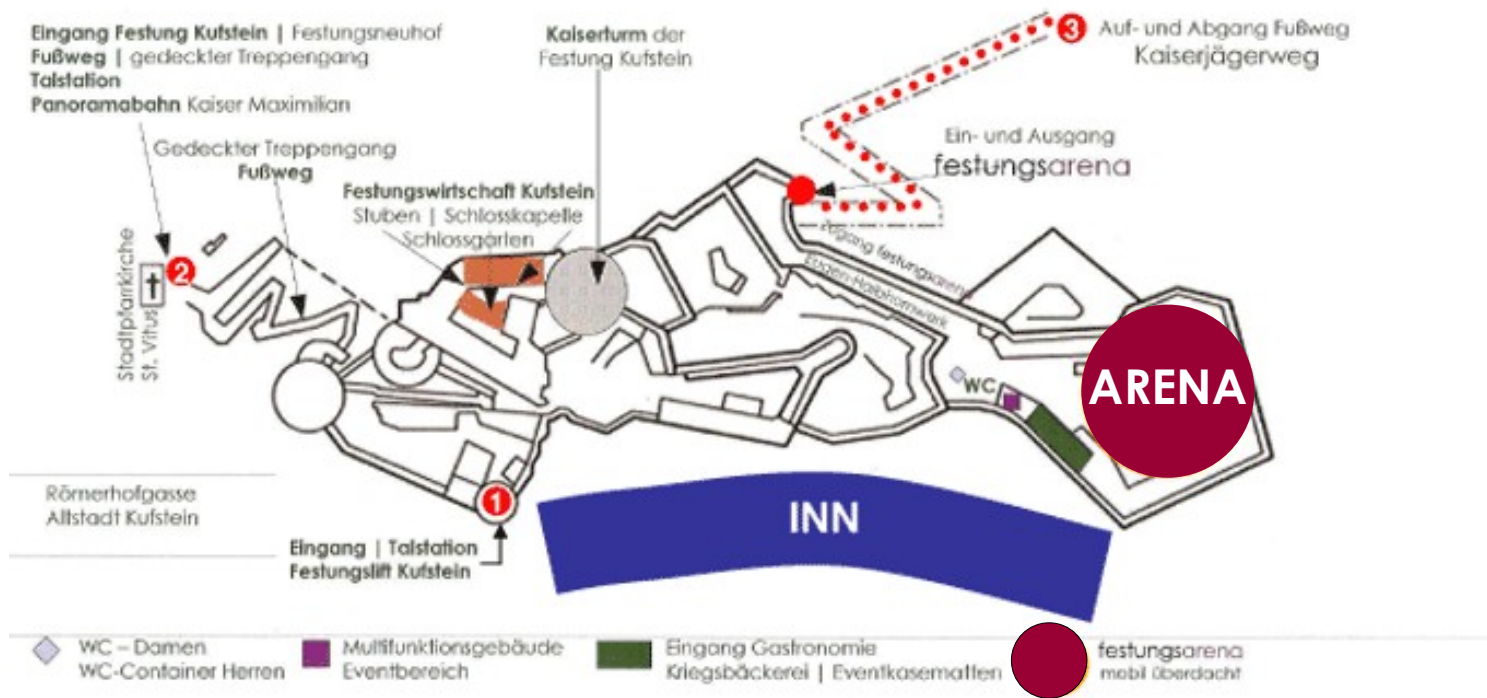 Eingang Festung Kufstein | Festungsneuhof
Fußweg | gedeckter Treppengang
Talstation
Panoramabahn Kaiser Maximilian
Kaiserturm der
Festung Kufstein
3
Auf- und Abgang Fußweg
Kaiserjägerweg
Gedeckter Treppengang
Fußweg
Ein- und Ausgang
festungsarena
Festungswirtschaft Kufstein
Stuben | Schlosskapelle
Schlossgärten
Stadtpfarrkirche
St. Vitus
2
Zugang festungsarena
Eugen-Halbhornwerk
WC
ARENA
Römerhofgasse
Altstadt Kufstein
1
INN
Eingang | Talstation
Festungslift Kufstein
WC – Damen
WC-Container Herren
Multifunktionsgebäude
Eventbereich
Eingang Gastronomie
Kriegsbäckerei | Eventkasematten
festungsarena
mobil überdacht